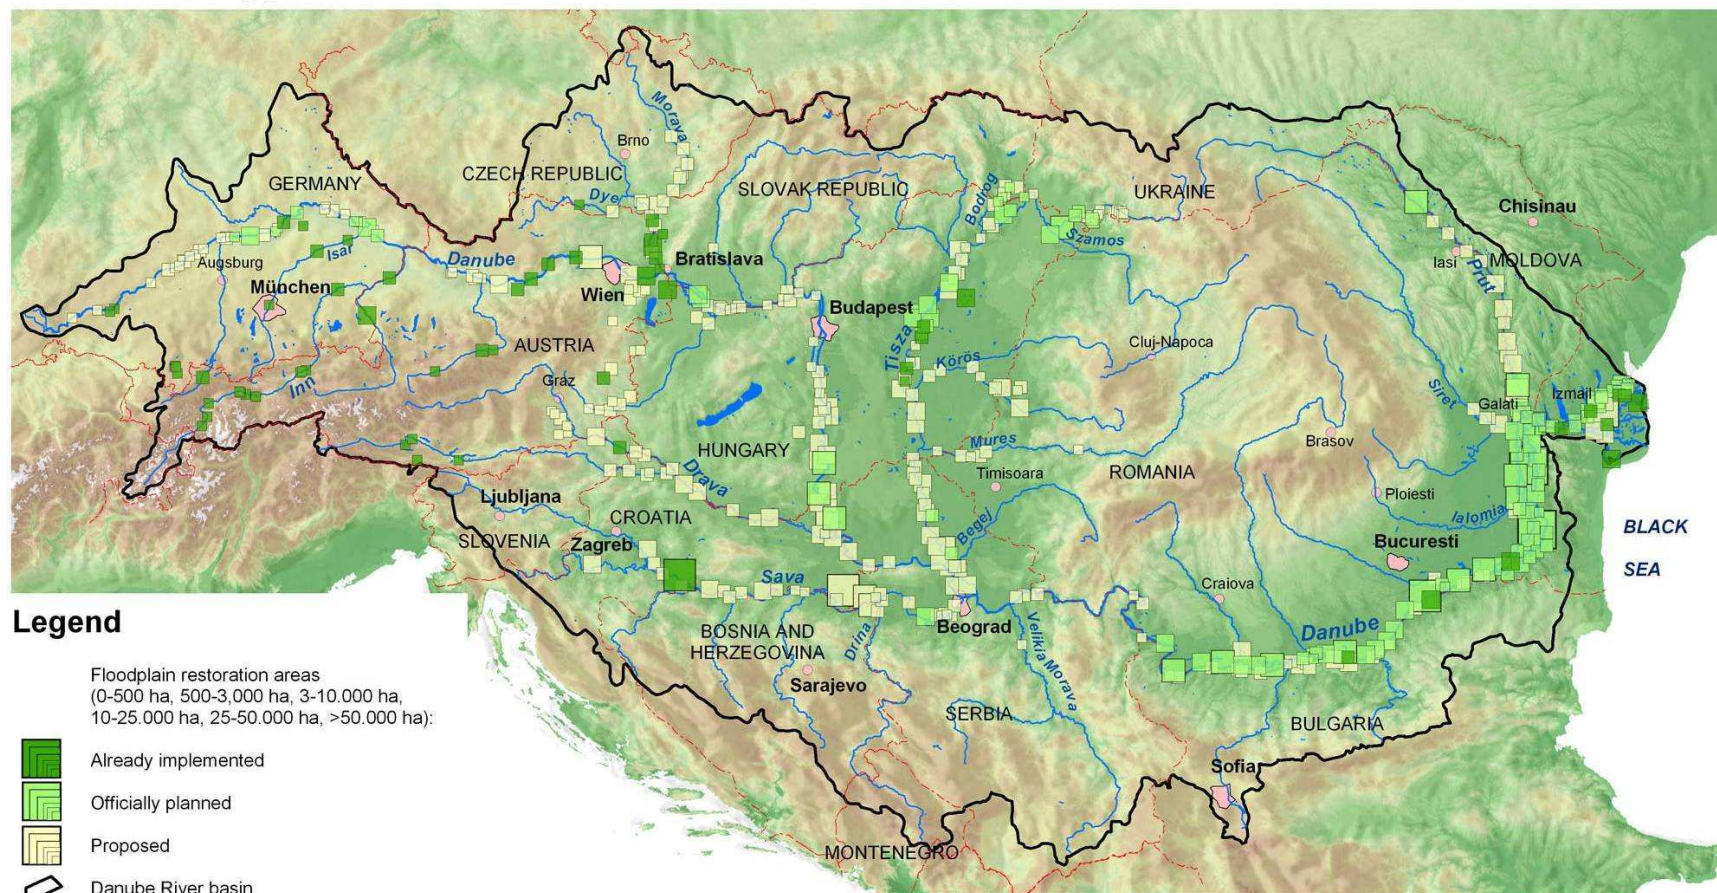 Morava
Brno
CZECH REPUBLIC
GERMANY
SLOVAK REPUBLIC
Dye
Bodrog
UKRAINE
Chisinau
Szamos
Isar
Danube
Augsburg
Bratislava
Iasi
MOLDOVA
Prut
München
Wien
Budapest
AUSTRIA
Tisza
Körös
Cluj-Napoca
Inn
Graz
Siret
Galati
Izmail
HUNGARY
Mures
Brasov
Drava
Timisoara
ROMANIA
Ljubljana
Ploiesti
CROATIA
Begej
Ialomia
BLACK
SEA
SLOVENIA
Zagreb
Bucuresti
Sava
Craiova
Legend
BOSNIA AND
HERZEGOVINA
Drina
Beograd
Velikia Morava
Danube
Floodplain restoration areas
(0-500 ha, 500-3,000 ha, 3-10.000 ha,
10-25.000 ha, 25-50.000 ha, >50.000 ha):
Sarajevo
SERBIA
BULGARIA
Already implemented
Sofia
Officially planned
Proposed
MONTENEGRO
Danube River basin